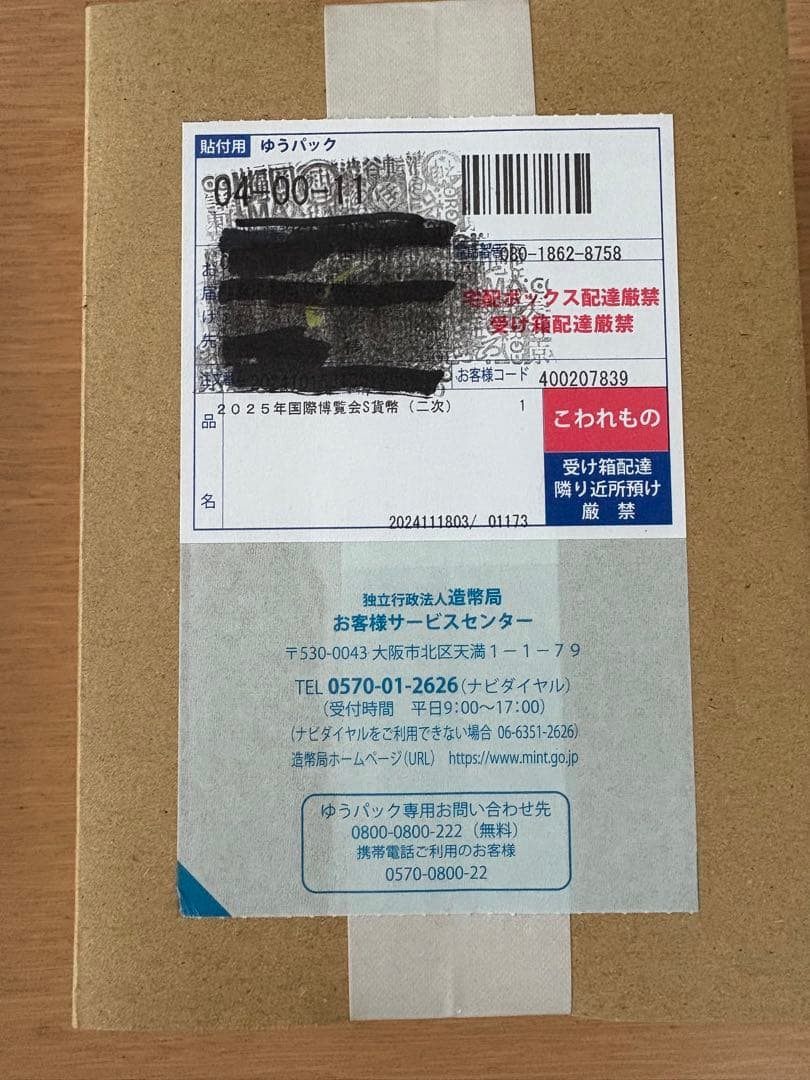 貼付用 ゆうパック
04-00-11
080-1862-8758
お届け先
宅配ボックス配達厳禁
受け箱配達厳禁
お客様コード 400207839
品名
2025年国際博覧会S貨幣(二次) 1
こわれもの
受け箱配達
隣り近所預け
厳 禁
2024111803/ 01173
独立行政法人造幣局
お客様サービスセンター
〒530-0043 大阪市北区天満1-1-79
TEL 0570-01-2626(ナビダイヤル)
(受付時間 平日9:00～17:00)
(ナビダイヤルをご利用できない場合 06-6351-2626)
造幣局ホームページ(URL) https://www.mint.go.jp
ゆうパック専用お問い合わせ先
0800-0800-222(無料)
携帯電話ご利用のお客様
0570-0800-22